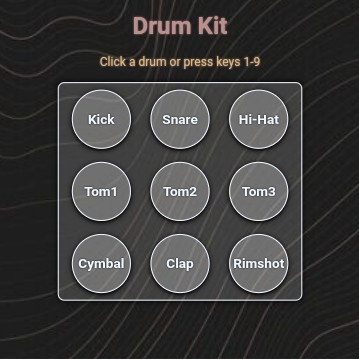 Drum Kit
Click a drum or press keys 1-9
Kick Snare Hi-Hat
Tom1 Tom2 Tom3
Cymbal Clap Rimshot